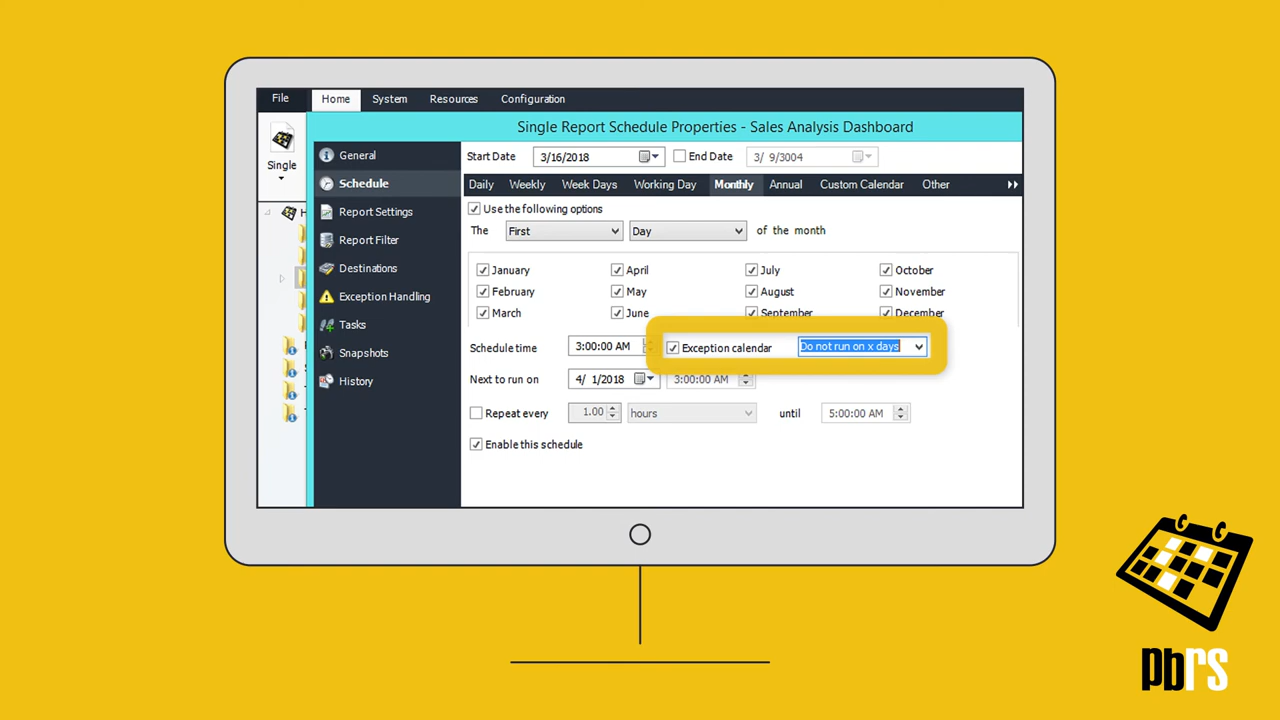 File Home System Resources Configuration
Single Report Schedule Properties - Sales Analysis Dashboard
Single
General
Schedule
Report Settings
Report Filter
Destinations
Exception Handling
Tasks
Snapshots
History
Start Date 3/16/2018 End Date 3/ 9/3004
Daily Weekly Week Days Working Day Monthly Annual Custom Calendar Other
Use the following options
The First Day of the month
January April July October
February May August November
March June September December
Schedule time 3:00:00 AM Exception calendar Do not run on x days
Next to run on 4/ 1/2018 3:00:00 AM
Repeat every 1.00 hours until 5:00:00 AM
Enable this schedule
pbrs